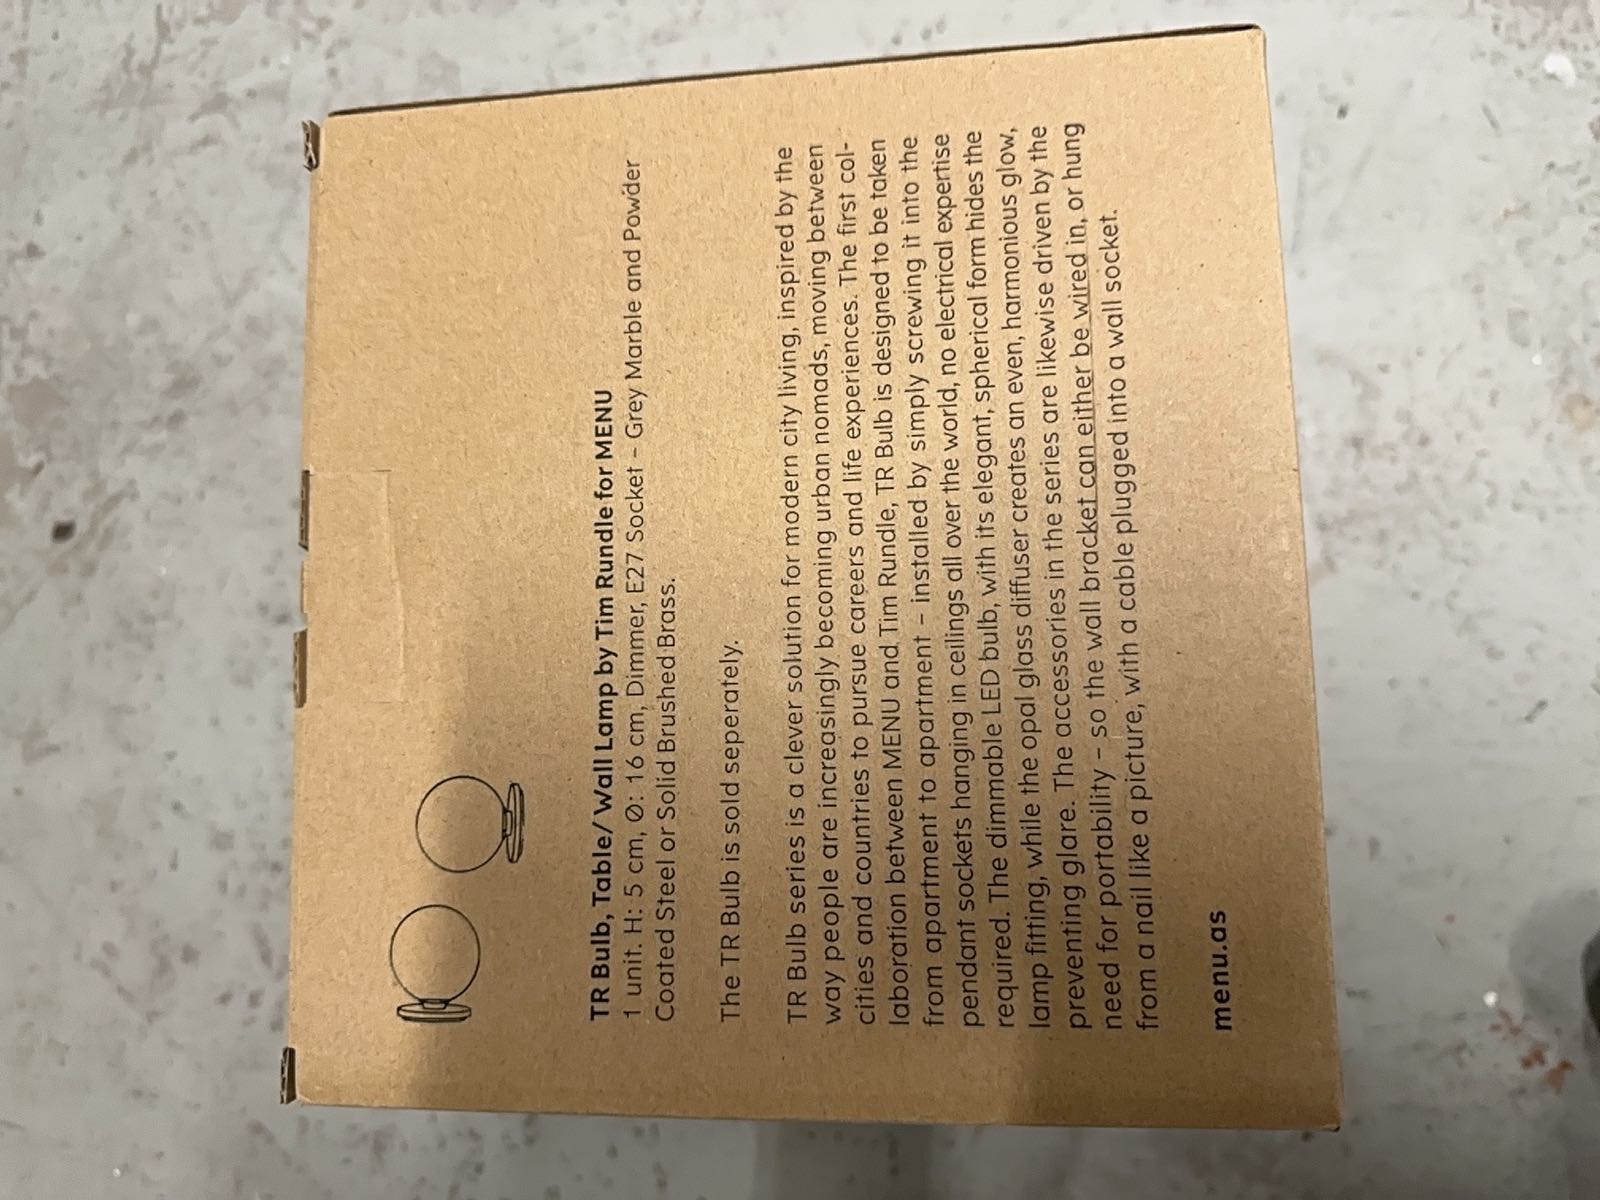 TR Bulb, Table/ Wall Lamp by Tim Rundle for MENU
1 unit. H: 5 cm, Ø: 16 cm, Dimmer, E27 Socket – Grey Marble and Powder
Coated Steel or Solid Brushed Brass.
The TR Bulb is sold seperately.
TR Bulb series is a clever solution for modern city living, inspired by the
way people are increasingly becoming urban nomads, moving between
cities and countries to pursue careers and life experiences. The first col-
laboration between MENU and Tim Rundle, TR Bulb is designed to be taken
from apartment to apartment – installed by simply screwing it into the
pendant sockets hanging in ceilings all over the world, no electrical expertise
required. The dimmable LED bulb, with its elegant, spherical form hides the
lamp fitting, while the opal glass diffuser creates an even, harmonious glow,
preventing glare. The accessories in the series are likewise driven by the
need for portability – so the wall bracket can either be wired in, or hung
from a nail like a picture, with a cable plugged into a wall socket.
menu.as